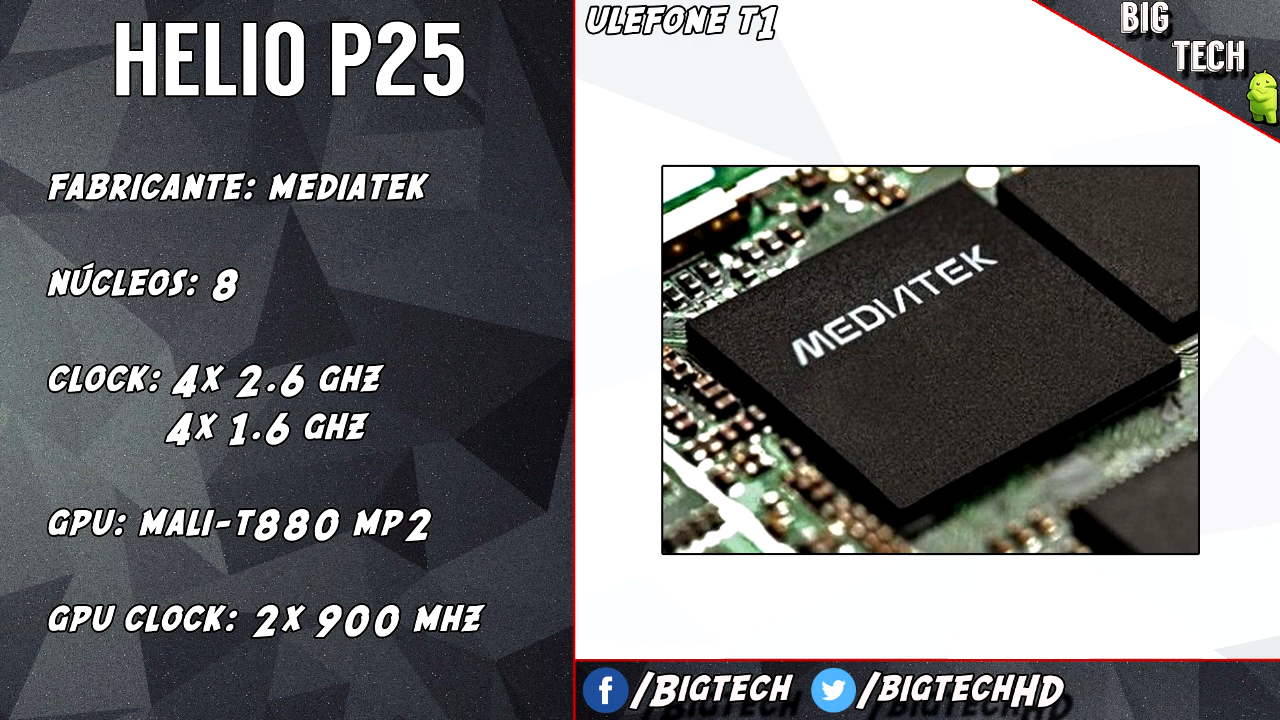 HELIO P25
FABRICANTE: MEDIATEK
NÚCLEOS: 8
CLOCK: 4X 2.6 GHZ
4X 1.6 GHZ
GPU: MALI-T880 MP2
GPU CLOCK: 2X 900 MHZ
ULEFONE T1
BIG
TECH
MEDIATEK
/BIGTECH
/BIGTECHHD